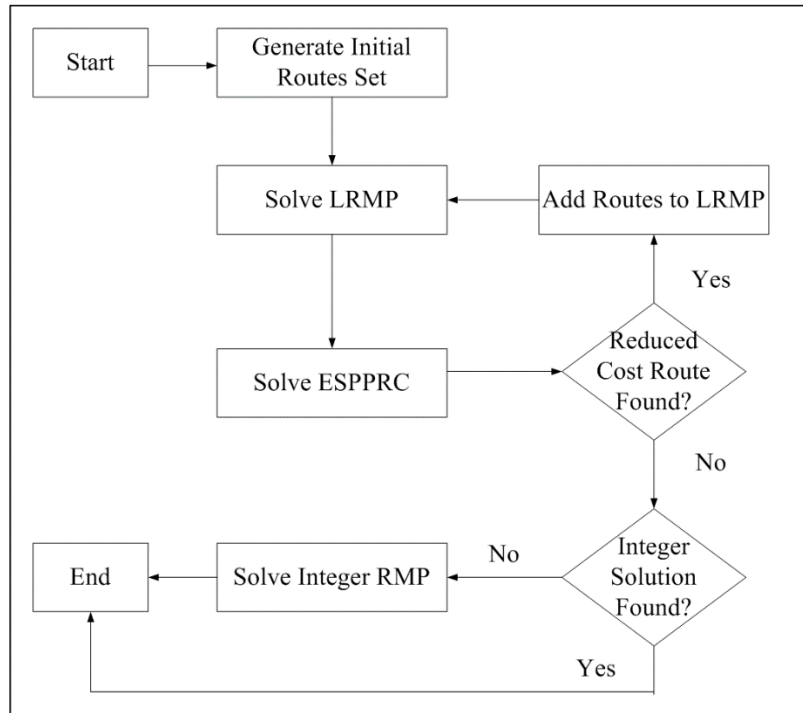 Start
Generate Initial
Routes Set
Solve LRMP
Add Routes to LRMP
Yes
Solve ESPPRC
Reduced
Cost Route
Found?
No
Integer
Solution
Found?
No
Solve Integer RMP
End
Yes